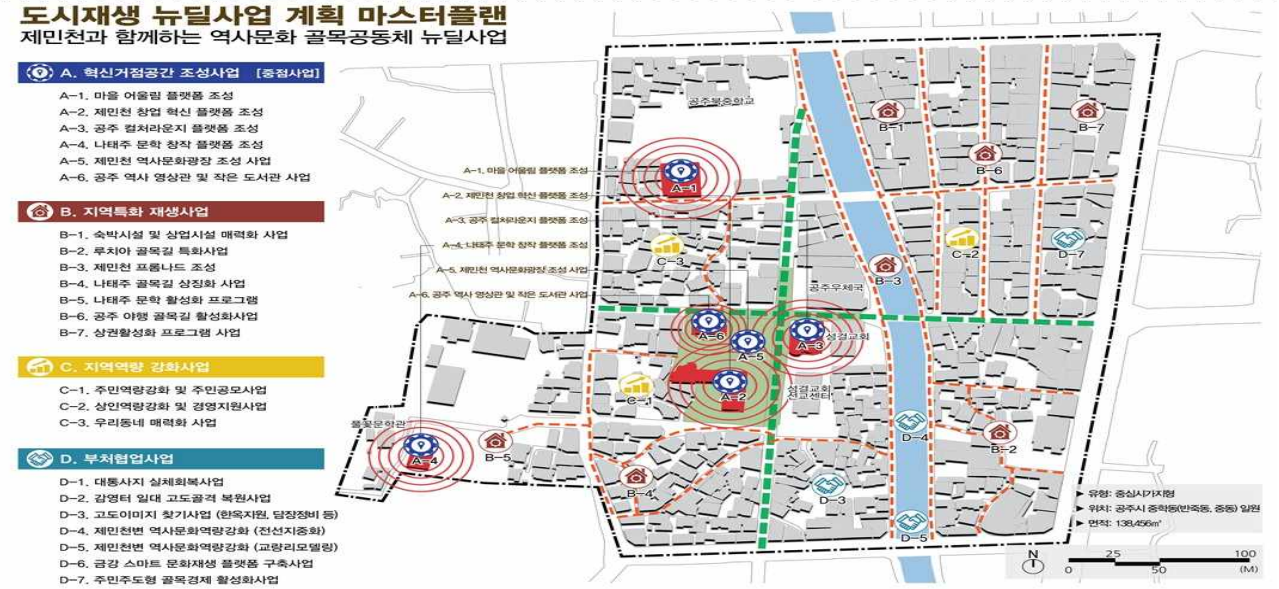 도시재생 뉴딜사업 계획 마스터플랜
제민천과 함께하는 역사문화 골목공동체 뉴딜사업
A. 혁신거점공간 조성사업 [중점사업]
A-1. 마을 어울림 플랫폼 조성
A-2. 제민천 창업 혁신 플랫폼 조성
A-3. 공주 컬처라운지 플랫폼 조성
A-4. 나태주 문학 창작 플랫폼 조성
A-5. 제민천 역사문화광장 조성 사업
A-6. 공주 역사 영상관 및 작은 도서관 사업
B. 지역특화 재생사업
B-1. 숙박시설 및 상업시설 매력화 사업
B-2. 루치아 골목길 특화사업
B-3. 제민천 프롬나드 조성
B-4. 나태주 골목길 상징화 사업
B-5. 나태주 문학 활성화 프로그램
B-6. 공주 야행 골목길 활성화사업
B-7. 상권활성화 프로그램 사업
C. 지역역량 강화사업
C-1. 주민역량강화 및 주민공모사업
C-2. 상인역량강화 및 경영지원사업
C-3. 우리동네 매력화 사업
D. 부처협업사업
D-1. 대통사지 실체회복사업
D-2. 감영터 일대 고도골격 복원사업
D-3. 고도이미지 찾기사업 (한옥지원, 담장정비 등)
D-4. 제민천변 역사문화역량강화 (전선지중화)
D-5. 제민천변 역사문화역량강화 (교량리모델링)
D-6. 금강 스마트 문화재생 플랫폼 구축사업
D-7. 주민주도형 골목경제 활성화사업
공주북중학교
B-1
B-7
B-6
A-1. 마을 어울림 플랫폼 조성
A-1
A-2. 제민천 창업 혁신 플랫폼 조성
A-3. 공주 컬처라운지 플랫폼 조성
A-4. 나태주 문학 창작 플랫폼 조성
C-3
C-2
D-7
A-5. 제민천 역사문화광장 조성 사업
B-3
공주우체국
A-6. 공주 역사 영상관 및 작은 도서관 사업
A-6
A-5
A-3
성결교회
C-1
A-2
성결교회
선교센터
풀꽃문학관
A-4
B-5
D-4
B-2
B-4
D-3
D-5
▶ 유형: 중심시가지형
▶ 위치: 공주시 중학동(반죽동, 중동) 일원
▶ 면적: 138,456㎡
N
25
100
0
50
(M)